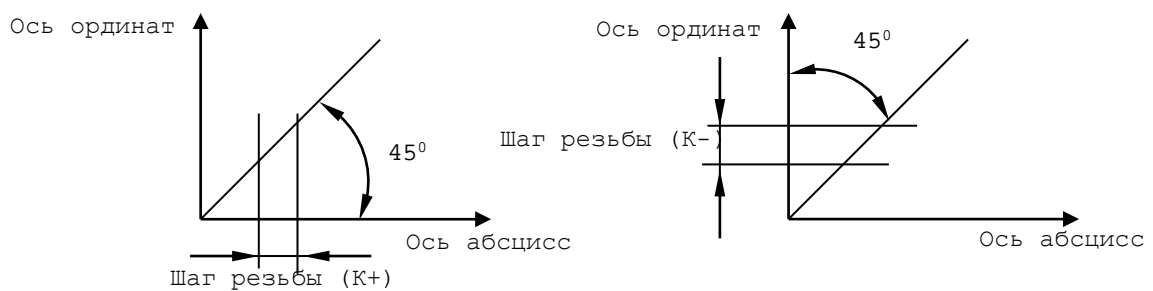 Ось ординат
45⁰
Ось абсцисс
Шаг резьбы (К+)
Ось ординат
45⁰
Шаг резьбы (К-)
Ось абсцисс